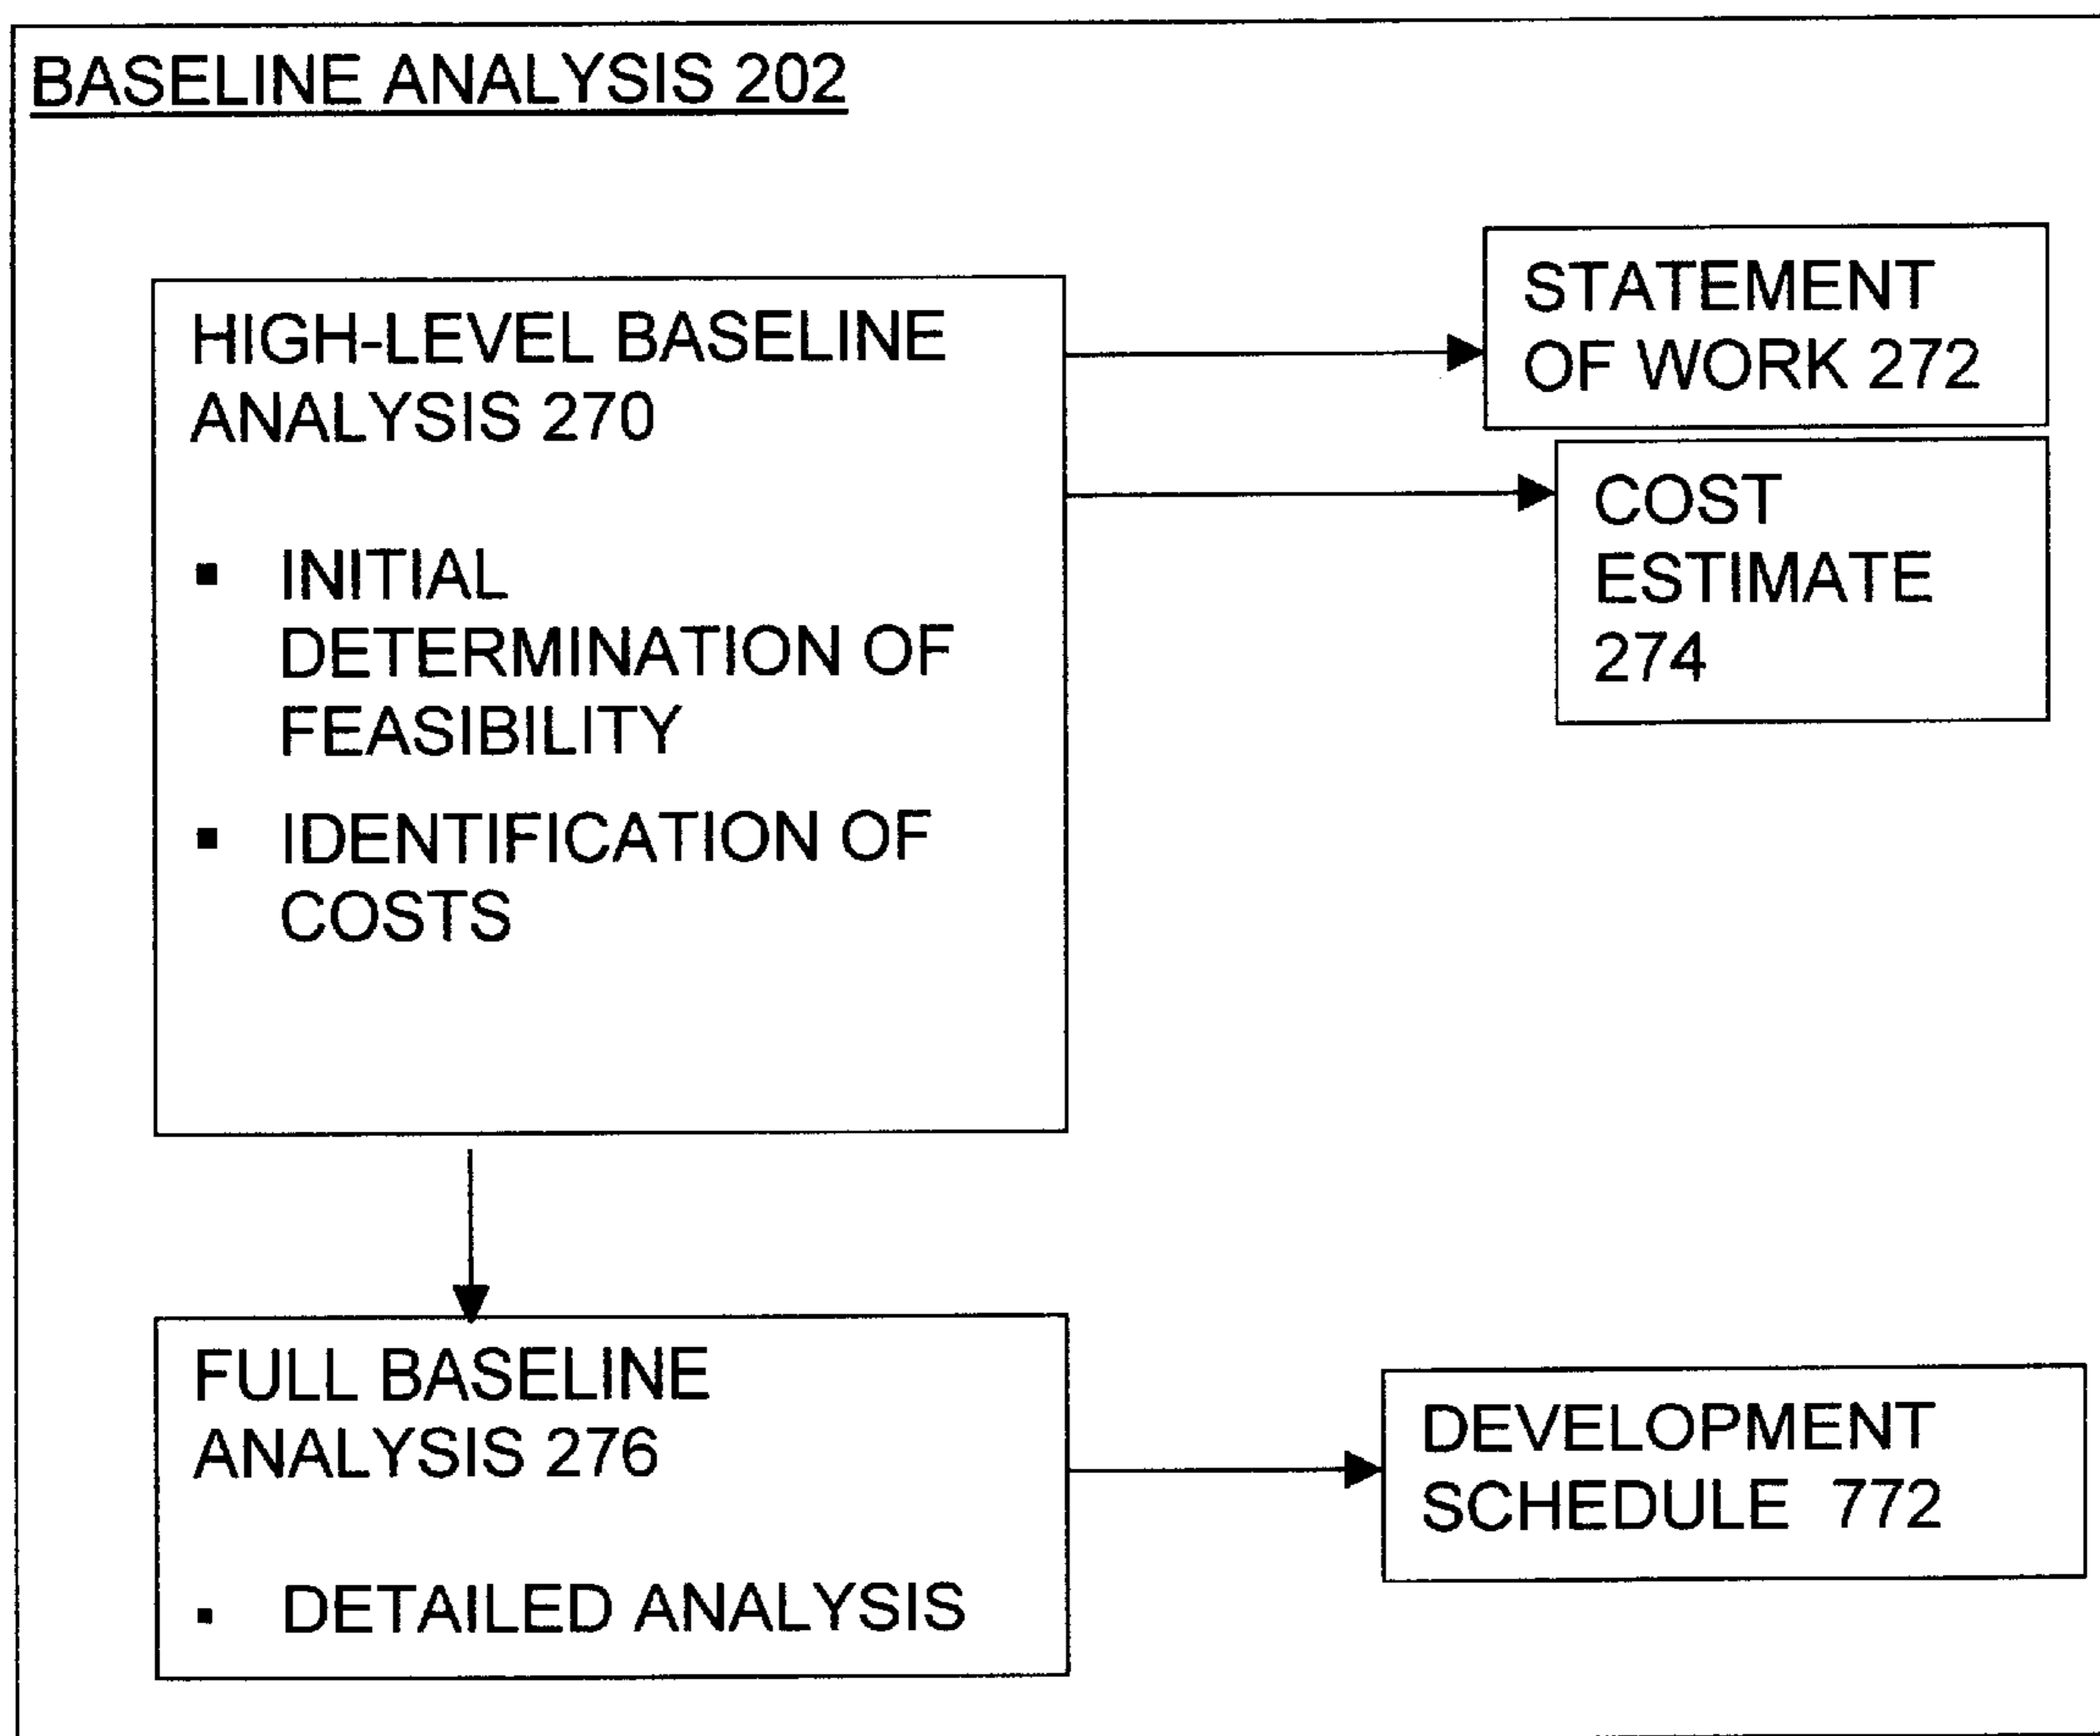 BASELINE ANALYSIS 202
HIGH-LEVEL BASELINE
ANALYSIS 270
▪ INITIAL
DETERMINATION OF
FEASIBILITY
▪ IDENTIFICATION OF
COSTS
STATEMENT
OF WORK 272
COST
ESTIMATE
274
FULL BASELINE
ANALYSIS 276
▪ DETAILED ANALYSIS
DEVELOPMENT
SCHEDULE 772